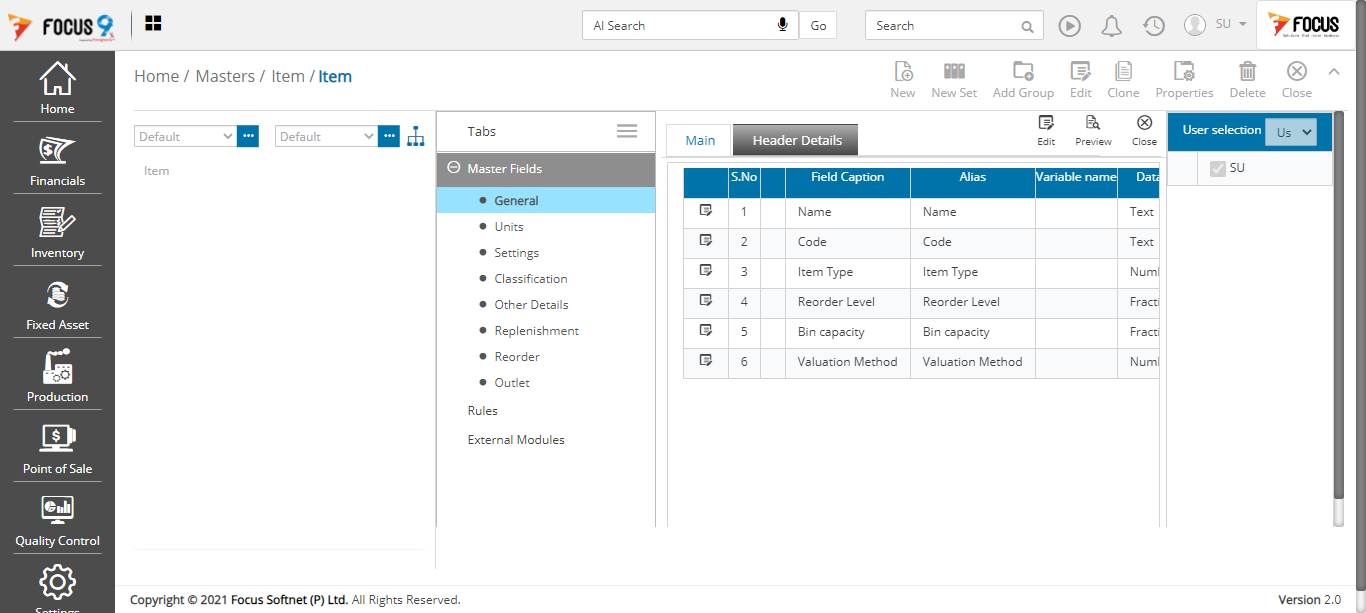 FOCUS 9
AI Search
Go
Search
SU
FOCUS
Home
Financials
Inventory
Fixed Asset
Production
Point of Sale
Quality Control
Settings
Home / Masters / Item / Item
New
New Set
Add Group
Edit
Clone
Properties
Delete
Close
Default ... Default ...
Item
Tabs
Master Fields
General
Units
Settings
Classification
Other Details
Replenishment
Reorder
Outlet
Rules
External Modules
Main
Header Details
Edit
Preview
Close
S.No Field Caption Alias Variable name Data
1 Name Name Text
2 Code Code Text
3 Item Type Item Type Num
4 Reorder Level Reorder Level Fracti
5 Bin capacity Bin capacity Fracti
6 Valuation Method Valuation Method Num
User selection Us
SU
Copyright © 2021 Focus Softnet (P) Ltd. All Rights Reserved.
Version 2.0